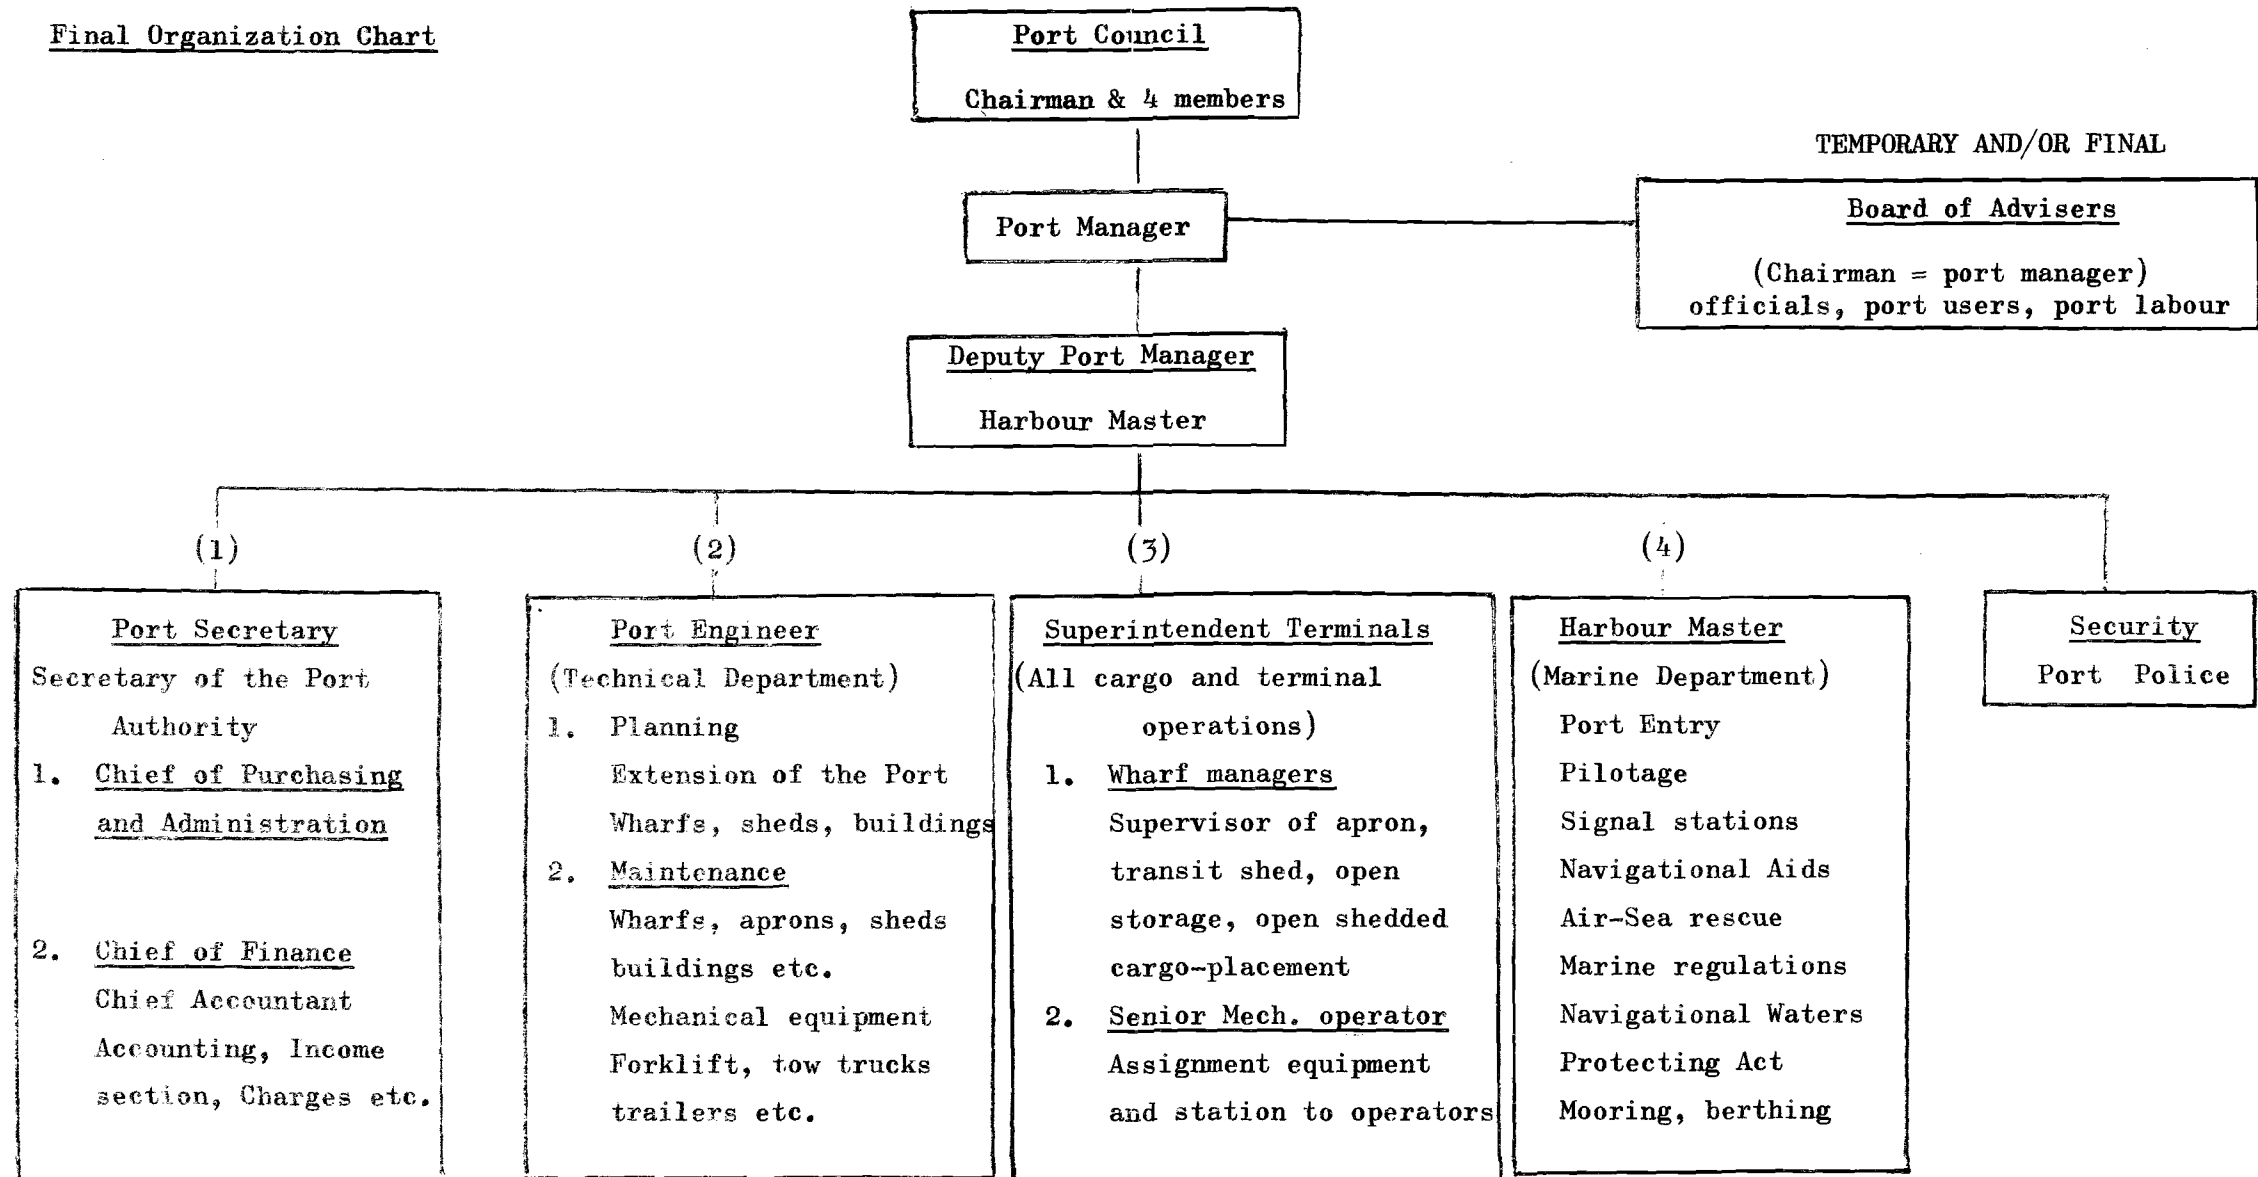 Final Organization Chart
Port Council
Chairman & 4 members
TEMPORARY AND/OR FINAL
Port Manager
Board of Advisers
(Chairman = port manager)
officials, port users, port labour
Deputy Port Manager
Harbour Master
(1)
(2)
(3)
(4)
Port Secretary
Secretary of the Port
Authority
1. Chief of Purchasing
and Administration
2. Chief of Finance
Chief Accountant
Accounting, Income
section, Charges etc.
Port Engineer
(Technical Department)
1. Planning
Extension of the Port
Wharfs, sheds, buildings
2. Maintenance
Wharfs, aprons, sheds
buildings etc.
Mechanical equipment
Forklift, tow trucks
trailers etc.
Superintendent Terminals
(All cargo and terminal
operations)
1. Wharf managers
Supervisor of apron,
transit shed, open
storage, open shedded
cargo-placement
2. Senior Mech. operator
Assignment equipment
and station to operators
Harbour Master
(Marine Department)
Port Entry
Pilotage
Signal stations
Navigational Aids
Air-Sea rescue
Marine regulations
Navigational Waters
Protecting Act
Mooring, berthing
Security
Port Police